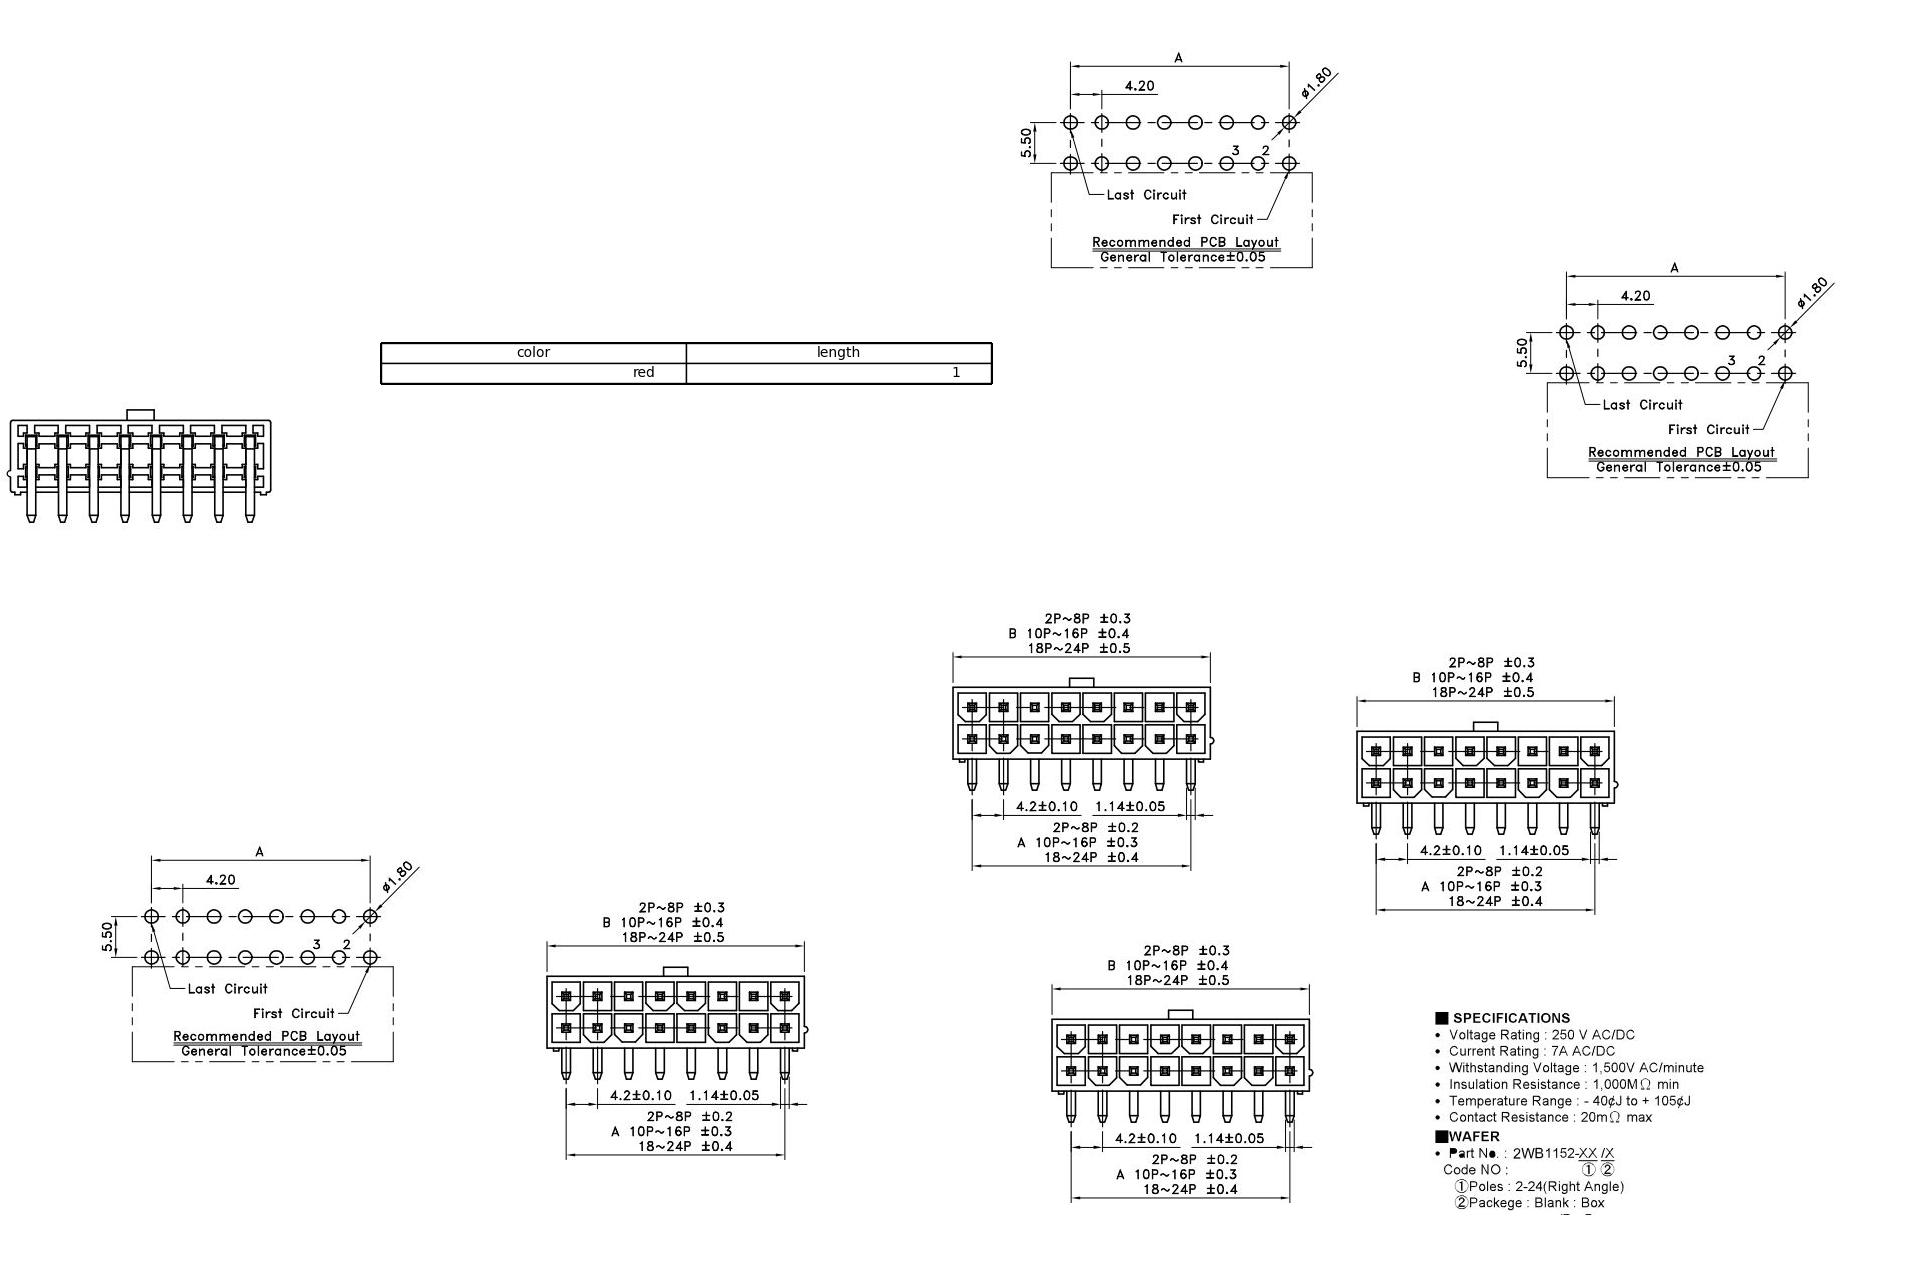 A
4.20
ø1.80
5.50
3 2
Last Circuit
First Circuit
Recommended PCB Layout
General Tolerance±0.05
A
4.20
ø1.80
5.50
3 2
Last Circuit
First Circuit
Recommended PCB Layout
General Tolerance±0.05
color length
red 1
2P~8P ±0.3
B 10P~16P ±0.4
18P~24P ±0.5
4.2±0.10 1.14±0.05
2P~8P ±0.2
A 10P~16P ±0.3
18~24P ±0.4
2P~8P ±0.3
B 10P~16P ±0.4
18P~24P ±0.5
4.2±0.10 1.14±0.05
2P~8P ±0.2
A 10P~16P ±0.3
18~24P ±0.4
A
4.20
ø1.80
5.50
3 2
Last Circuit
First Circuit
Recommended PCB Layout
General Tolerance±0.05
2P~8P ±0.3
B 10P~16P ±0.4
18P~24P ±0.5
4.2±0.10 1.14±0.05
2P~8P ±0.2
A 10P~16P ±0.3
18~24P ±0.4
2P~8P ±0.3
B 10P~16P ±0.4
18P~24P ±0.5
4.2±0.10 1.14±0.05
2P~8P ±0.2
A 10P~16P ±0.3
18~24P ±0.4
■ SPECIFICATIONS
• Voltage Rating : 250 V AC/DC
• Current Rating : 7A AC/DC
• Withstanding Voltage : 1,500V AC/minute
• Insulation Resistance : 1,000MΩ min
• Temperature Range : - 40¢J to + 105¢J
• Contact Resistance : 20mΩ max
■WAFER
• Part No. : 2WB1152-XX /X
Code NO : ① ②
①Poles : 2-24(Right Angle)
②Packege : Blank : Box